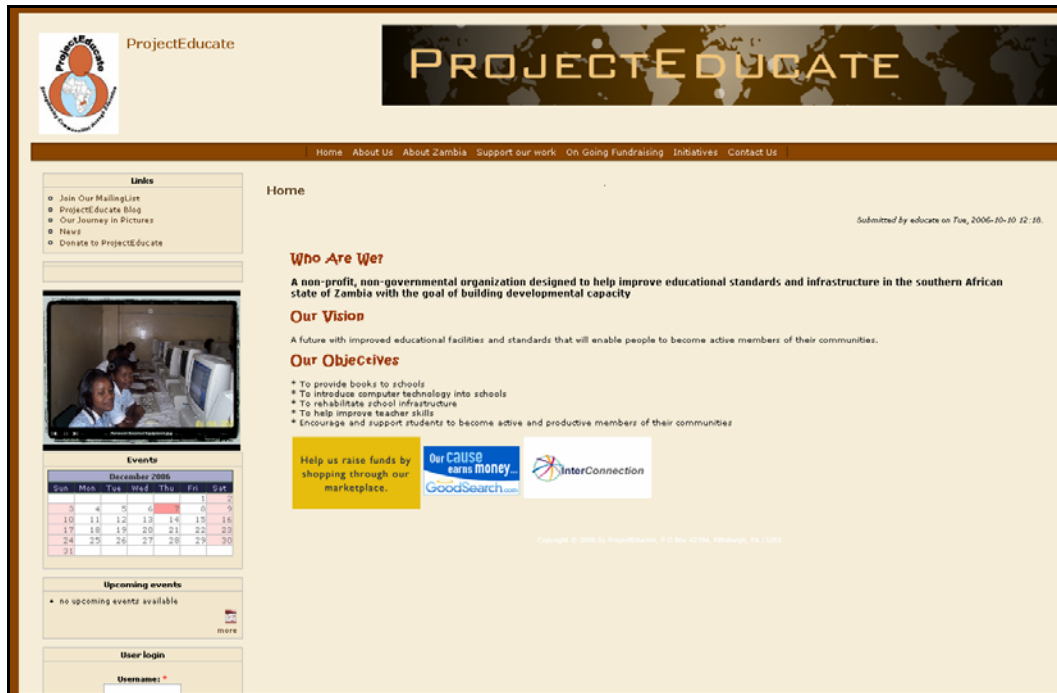 ProjectEducate
ProjectEducate
PROJECTEDUCATE
Home About Us About Zambia Support our work On Going Fundraising Initiatives Contact Us
Links
Join Our MailingList
ProjectEducate Blog
Our Journey in Pictures
News
Donate to ProjectEducate
Events
December 2006
Sun Mon Tue Wed Thu Fri Sat
1 2
3 4 5 6 7 8 9
10 11 12 13 14 15 16
17 18 19 20 21 22 23
24 25 26 27 28 29 30
31
Upcoming events
no upcoming events available
more
User login
Username: *
Home
Submitted by educate on Tue, 2006-10-10 12:18.
Who Are We?
A non-profit, non-governmental organization designed to help improve educational standards and infrastructure in the southern African
state of Zambia with the goal of building developmental capacity
Our Vision
A future with improved educational facilities and standards that will enable people to become active members of their communities.
Our Objectives
* To provide books to schools
* To introduce computer technology into schools
* To rehabilitate school infrastructure
* To help improve teacher skills
* Encourage and support students to become active and productive members of their communities
Help us raise funds by
shopping through our
marketplace.
Our CAUSE
earns money...
GoodSearch.com
InterConnection